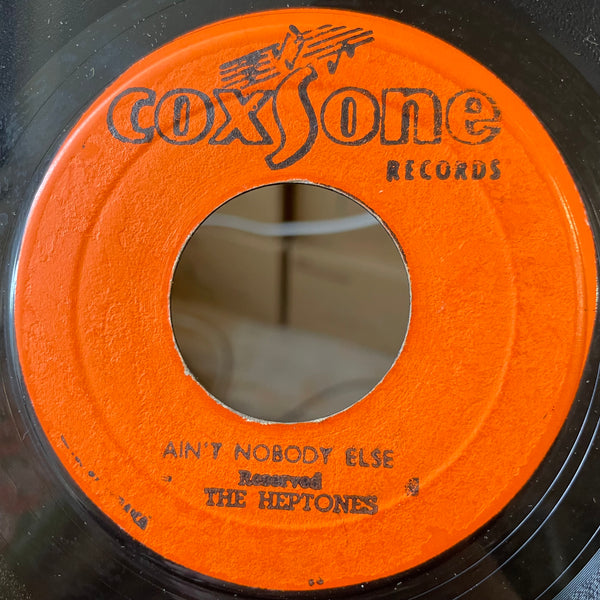 coxsone
RECORDS
AIN'T NOBODY ELSE
Reserved
THE HEPTONES